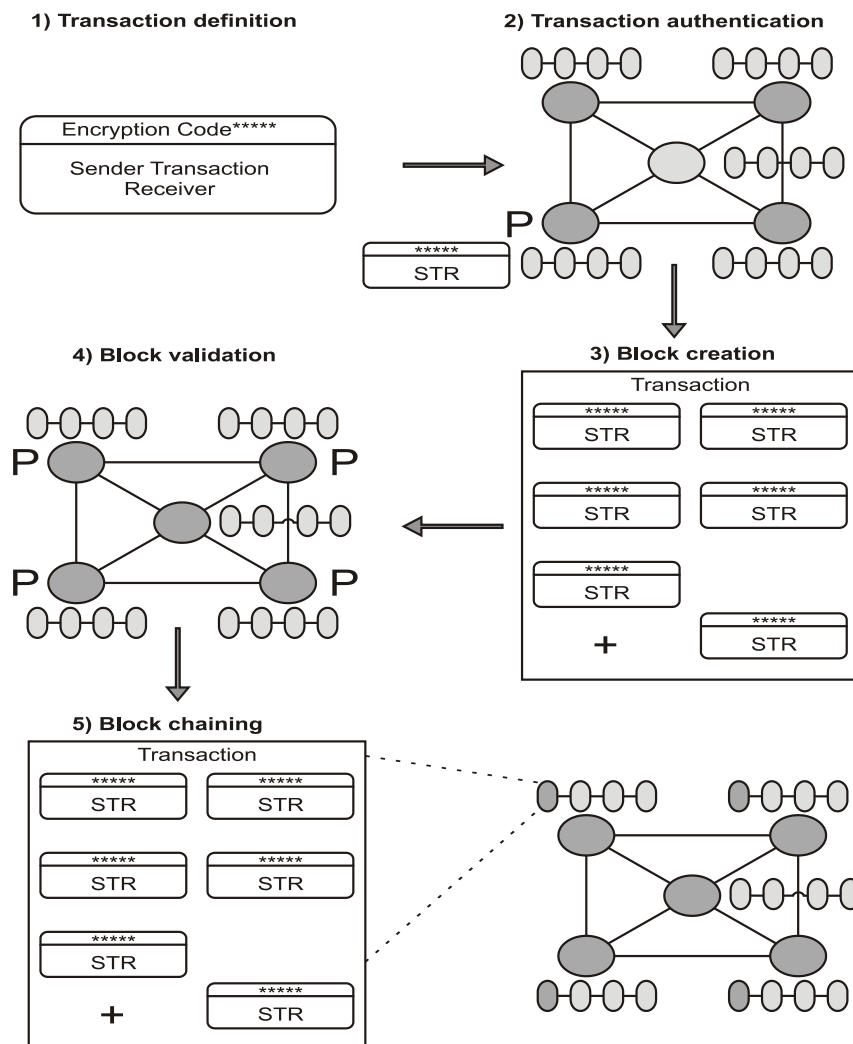 1) Transaction definition
Encryption Code*****
Sender Transaction
Receiver
2) Transaction authentication
P
*****
STR
3) Block creation
Transaction
*****
STR
*****
STR
*****
STR
*****
STR
*****
STR
+
*****
STR
4) Block validation
P
P
P
P
5) Block chaining
Transaction
*****
STR
*****
STR
*****
STR
*****
STR
*****
STR
+
*****
STR